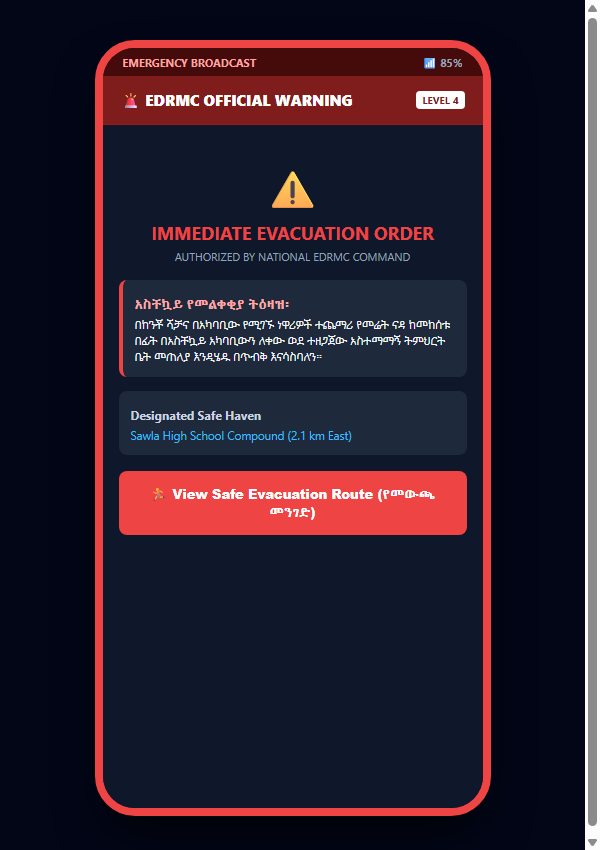 EMERGENCY BROADCAST 85%
EDRMC OFFICIAL WARNING LEVEL 4
IMMEDIATE EVACUATION ORDER
AUTHORIZED BY NATIONAL EDRMC COMMAND
አስቸኳይ የመልቀቂያ ትዕዛዝ፡
በከንቾ ሻቻና በአካባቢው የሚገኙ ነዋሪዎች ተጨማሪ የመሬት ናዳ ከመከሰቱ
በፊት በአስቸኳይ አካባቢውን ለቀው ወደ ተዘጋጀው አስተማማኝ ትምህርት
ቤት መጠለያ እንዲሄዱ በጥብቅ እናሳስባለን።
Designated Safe Haven
Sawla High School Compound (2.1 km East)
View Safe Evacuation Route (የመውጫ
መንገድ)